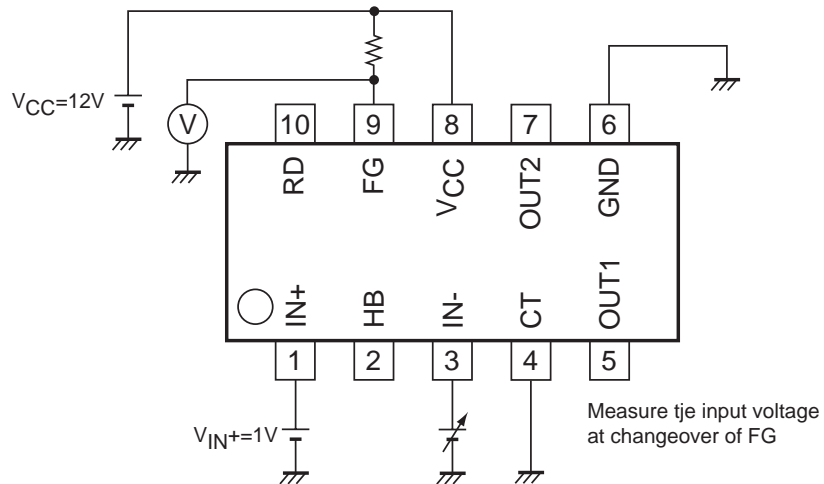 VCC=12V
V
10 9 8 7 6
RD FG VCC OUT2 GND
IN+ HB IN- CT OUT1
1 2 3 4 5
VIN+=1V
Measure tje input voltage
at changeover of FG